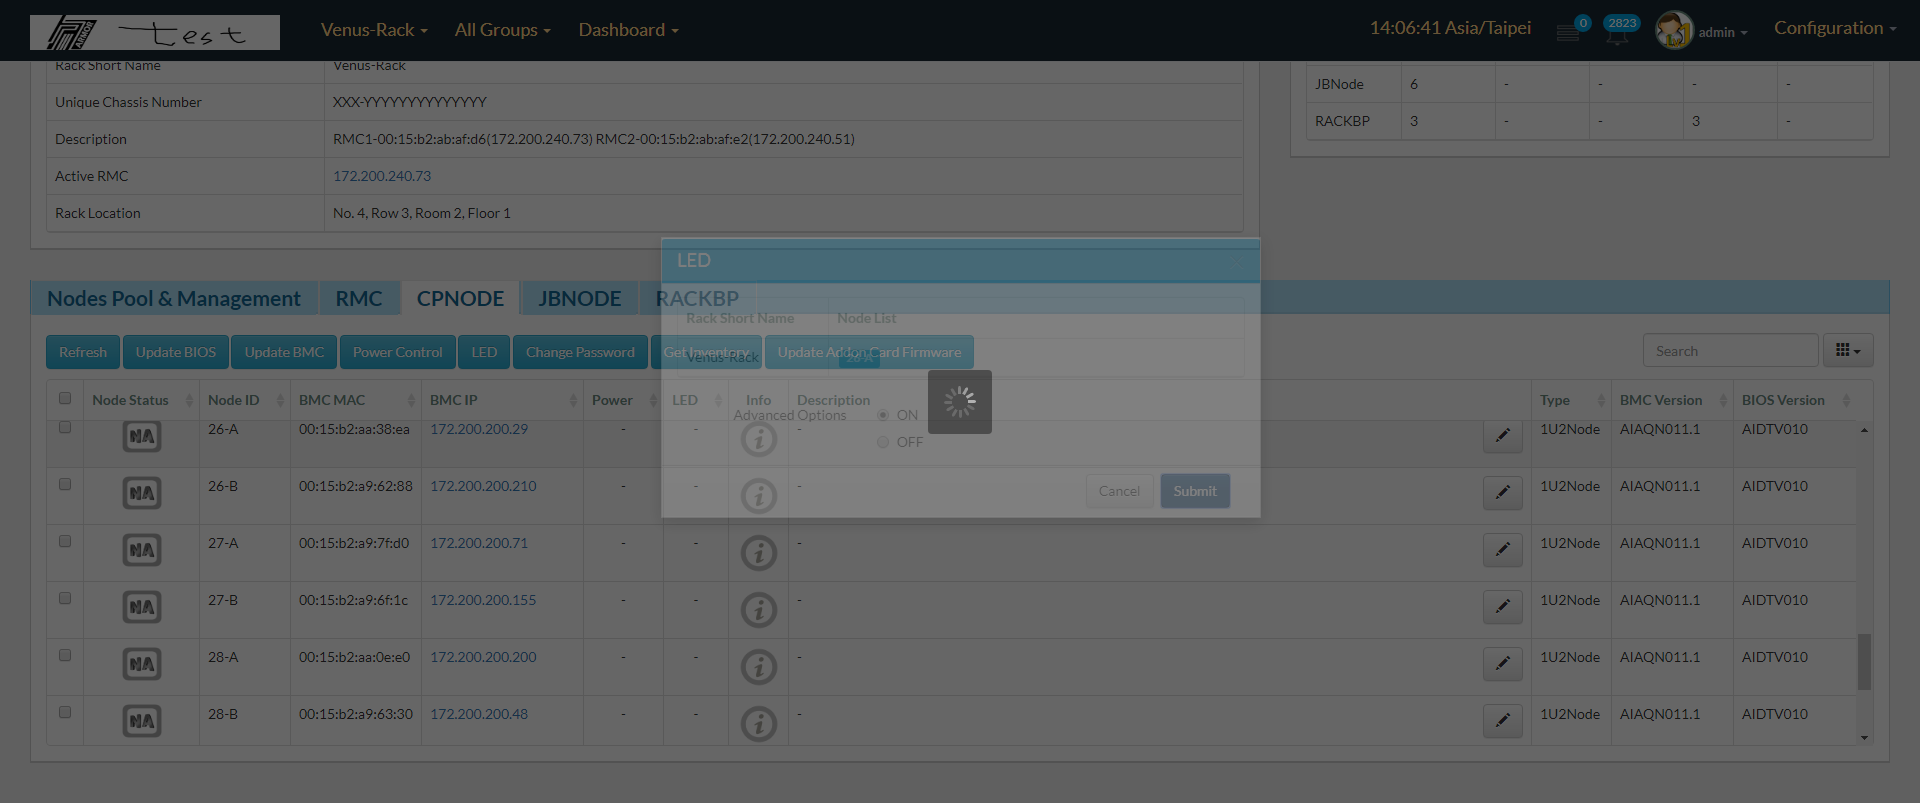 ARMOR test Venus-Rack All Groups Dashboard 14:06:41 Asia/Taipei 0 2823 admin Configuration
Rack Short Name Venus-Rack
Unique Chassis Number XXX-YYYYYYYYYYYYYY
Description RMC1-00:15:b2:ab:af:d6(172.200.240.73) RMC2-00:15:b2:ab:af:e2(172.200.240.51)
Active RMC 172.200.240.73
Rack Location No. 4, Row 3, Room 2, Floor 1
JBNode 6 - - - -
RACKBP 3 - - 3 -
LED
Rack Short Name Node List
Venus-Rack
Advanced Options ON
OFF
Cancel Submit
Nodes Pool & Management RMC CPNODE JBNODE RACKBP
Refresh Update BIOS Update BMC Power Control LED Change Password Get Inventory Update Addon Card Firmware Search
Node Status Node ID BMC MAC BMC IP Power LED Info Description Type BMC Version BIOS Version
NA 26-A 00:15:b2:aa:38:ea 172.200.200.29 - - i - 1U2Node AIAQN011.1 AIDTV010
NA 26-B 00:15:b2:a9:62:88 172.200.200.210 - - i - 1U2Node AIAQN011.1 AIDTV010
NA 27-A 00:15:b2:a9:7f:d0 172.200.200.71 - - i - 1U2Node AIAQN011.1 AIDTV010
NA 27-B 00:15:b2:a9:6f:1c 172.200.200.155 - - i - 1U2Node AIAQN011.1 AIDTV010
NA 28-A 00:15:b2:aa:0e:e0 172.200.200.200 - - i - 1U2Node AIAQN011.1 AIDTV010
NA 28-B 00:15:b2:a9:63:30 172.200.200.48 - - i - 1U2Node AIAQN011.1 AIDTV010